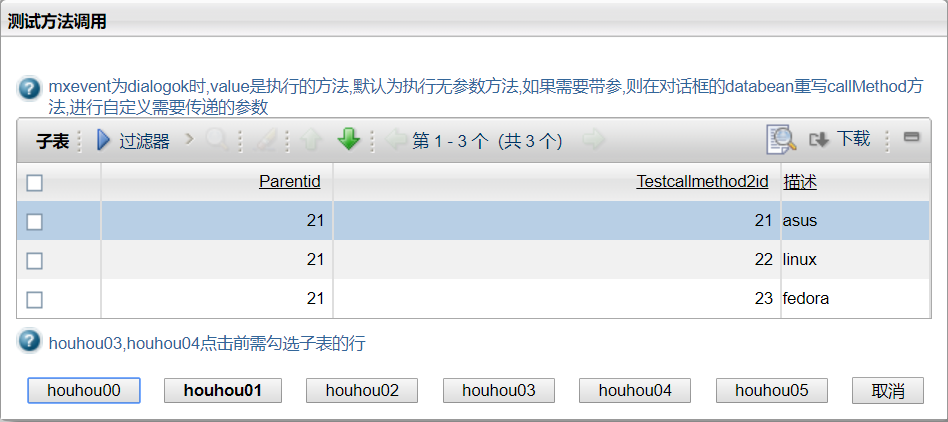 测试方法调用
mxevent为dialogok时,value是执行的方法,默认为执行无参数方法,如果需要带参,则在对话框的databean重写callMethod方
法,进行自定义需要传递的参数
子表 过滤器 第 1 - 3 个 (共 3 个) 下载
Parentid Testcallmethod2id 描述
21 21 asus
21 22 linux
21 23 fedora
houhou03,houhou04点击前需勾选子表的行
houhou00 houhou01 houhou02 houhou03 houhou04 houhou05 取消